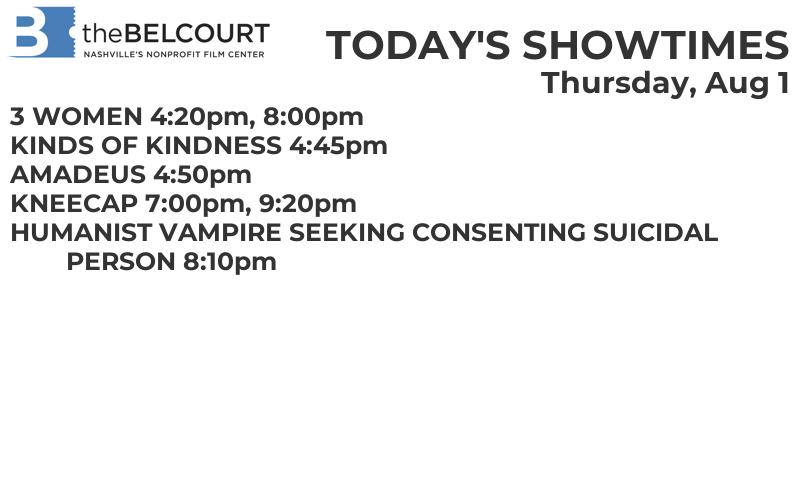 B theBELCOURT
NASHVILLE'S NONPROFIT FILM CENTER
TODAY'S SHOWTIMES
Thursday, Aug 1
3 WOMEN 4:20pm, 8:00pm
KINDS OF KINDNESS 4:45pm
AMADEUS 4:50pm
KNEECAP 7:00pm, 9:20pm
HUMANIST VAMPIRE SEEKING CONSENTING SUICIDAL
PERSON 8:10pm